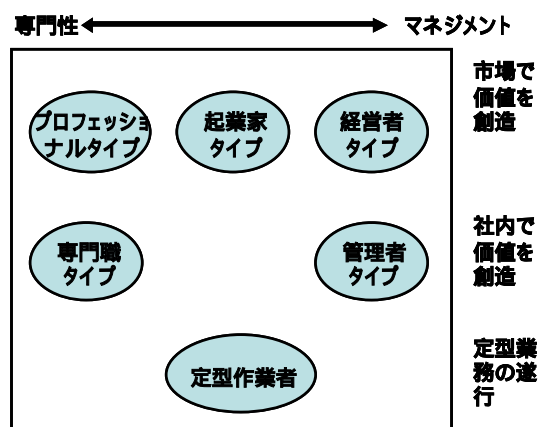 専門性
マネジメント
市場で
価値を
創造
プロフェッショ
ナルタイプ
起業家
タイプ
経営者
タイプ
社内で
価値を
創造
専門職
タイプ
管理者
タイプ
定型業
務の遂
行
定型作業者